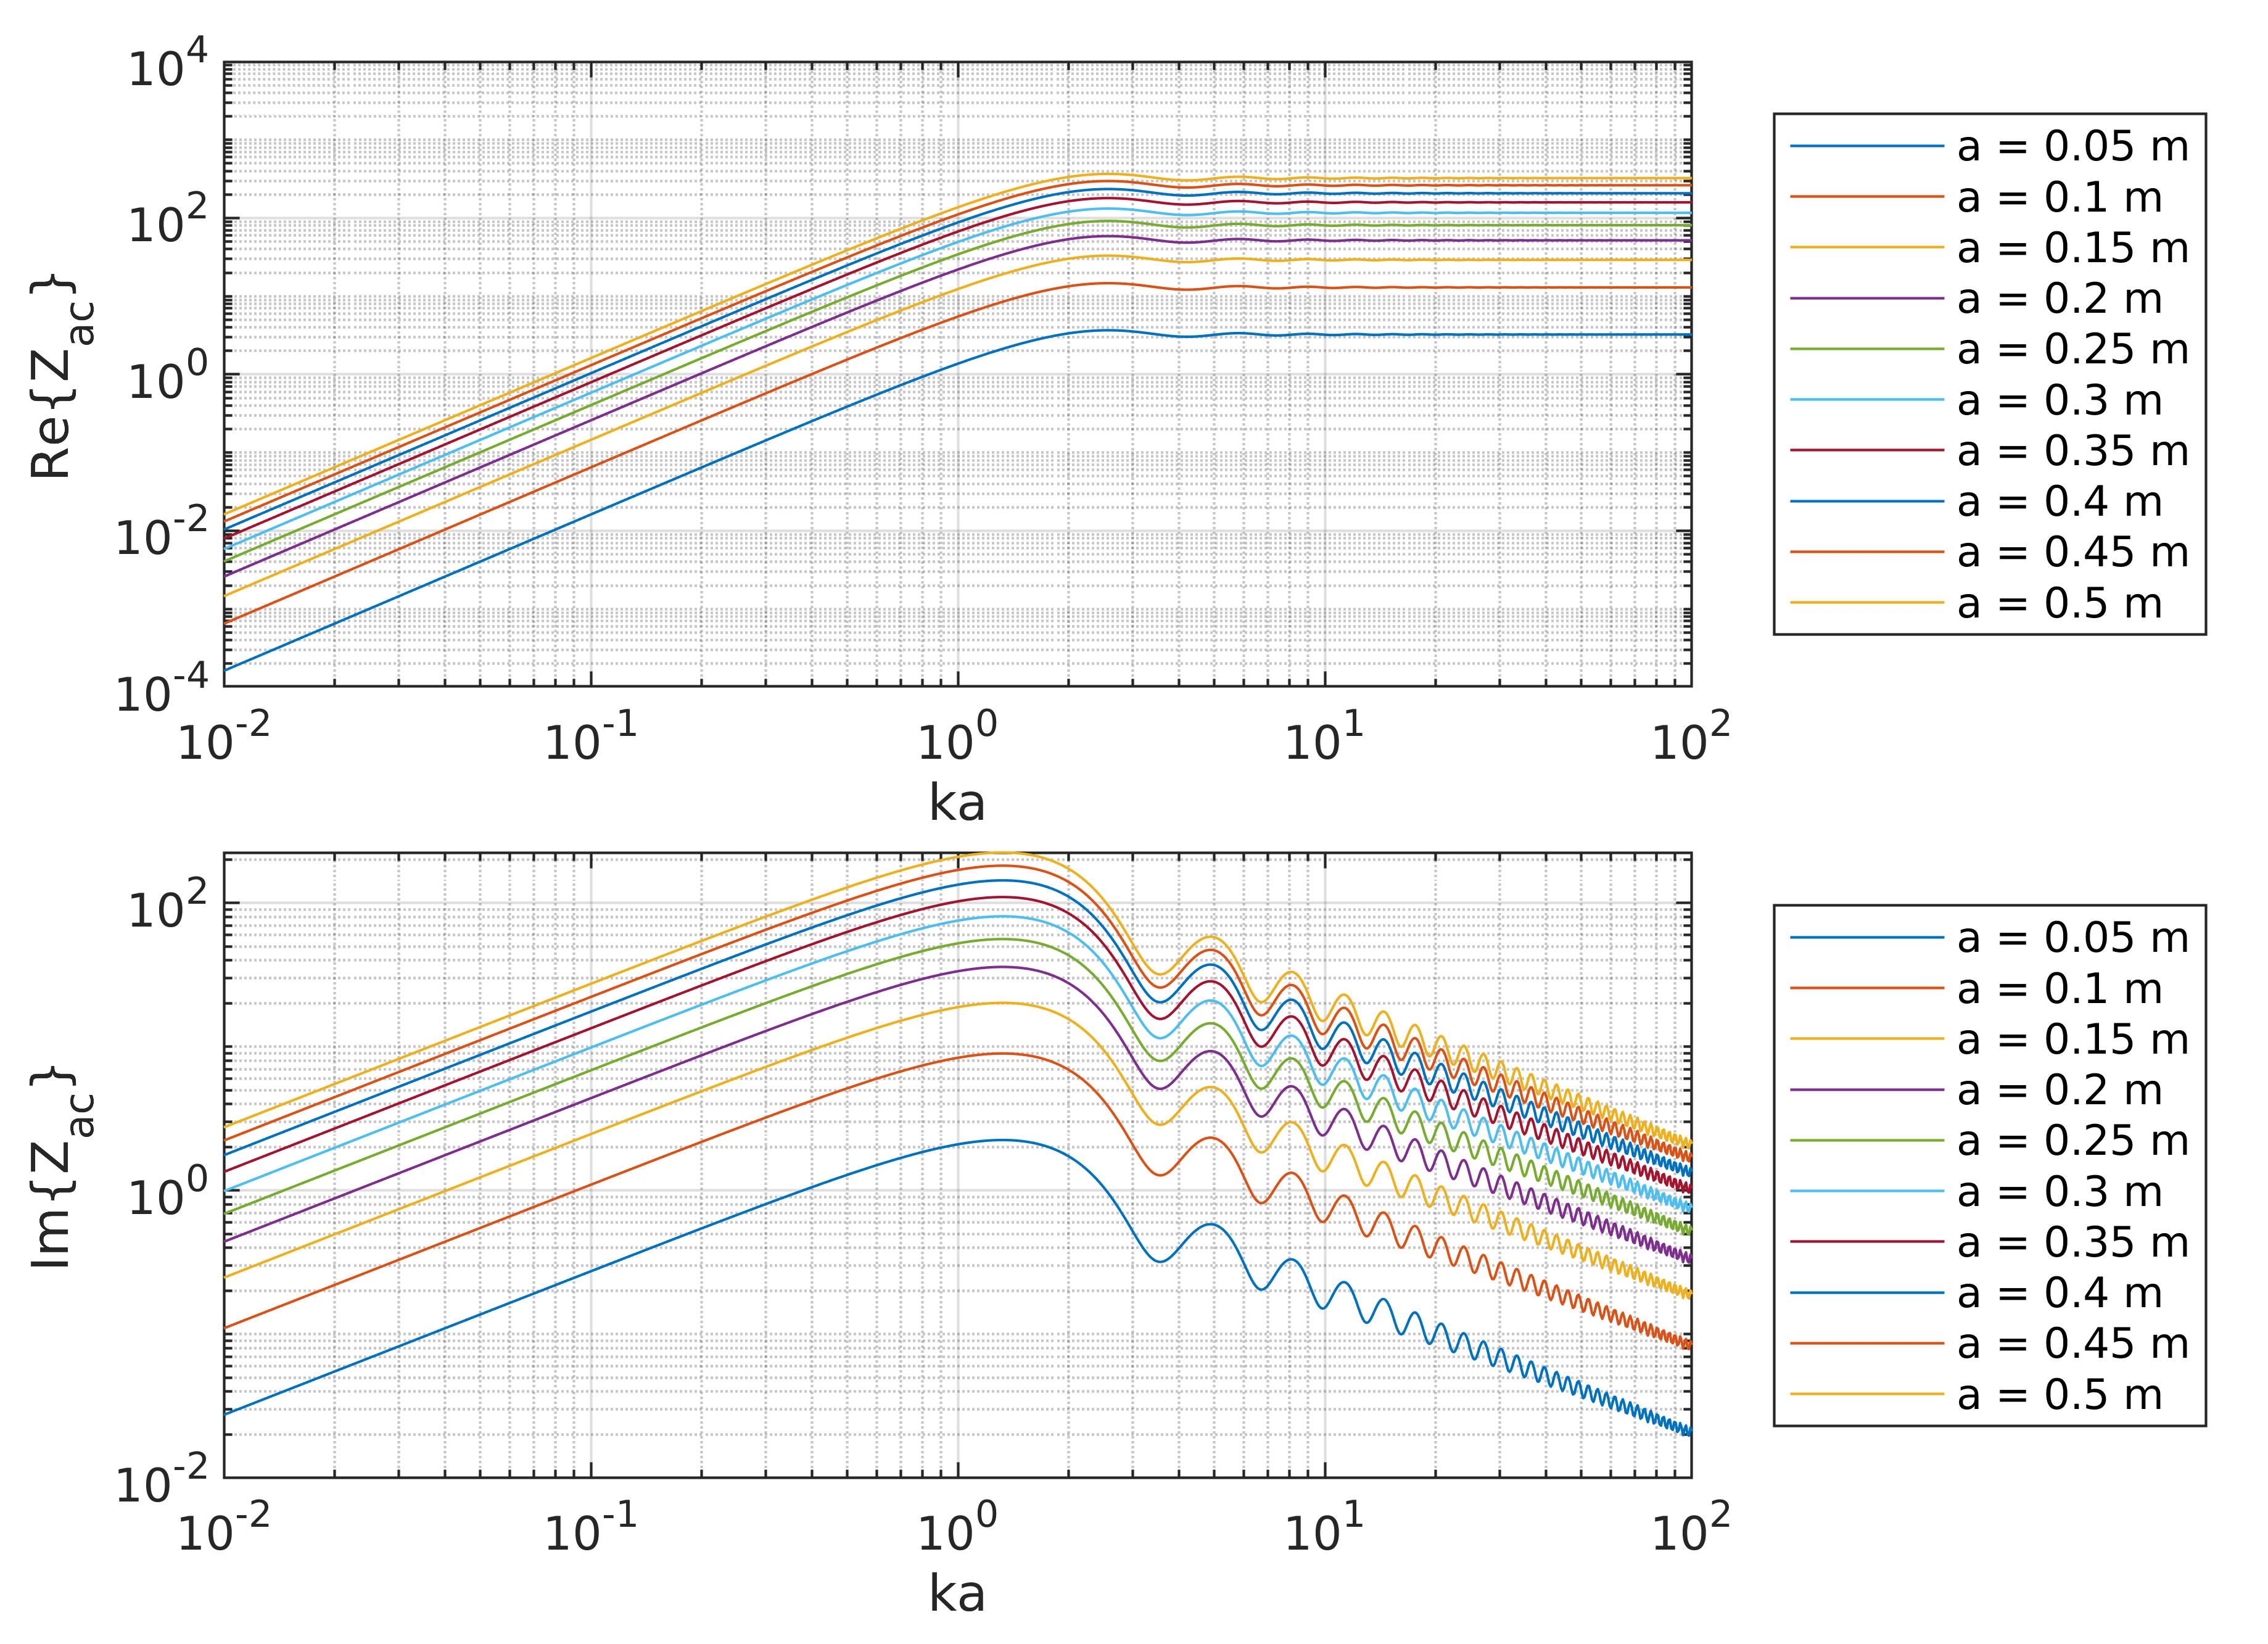 10^4
10^2
10^0
10^-2
10^-4
Re{Z_ac}
10^-2 10^-1 10^0 10^1 10^2
ka
a = 0.05 m
a = 0.1 m
a = 0.15 m
a = 0.2 m
a = 0.25 m
a = 0.3 m
a = 0.35 m
a = 0.4 m
a = 0.45 m
a = 0.5 m
10^2
10^0
10^-2
Im{Z_ac}
10^-2 10^-1 10^0 10^1 10^2
ka
a = 0.05 m
a = 0.1 m
a = 0.15 m
a = 0.2 m
a = 0.25 m
a = 0.3 m
a = 0.35 m
a = 0.4 m
a = 0.45 m
a = 0.5 m